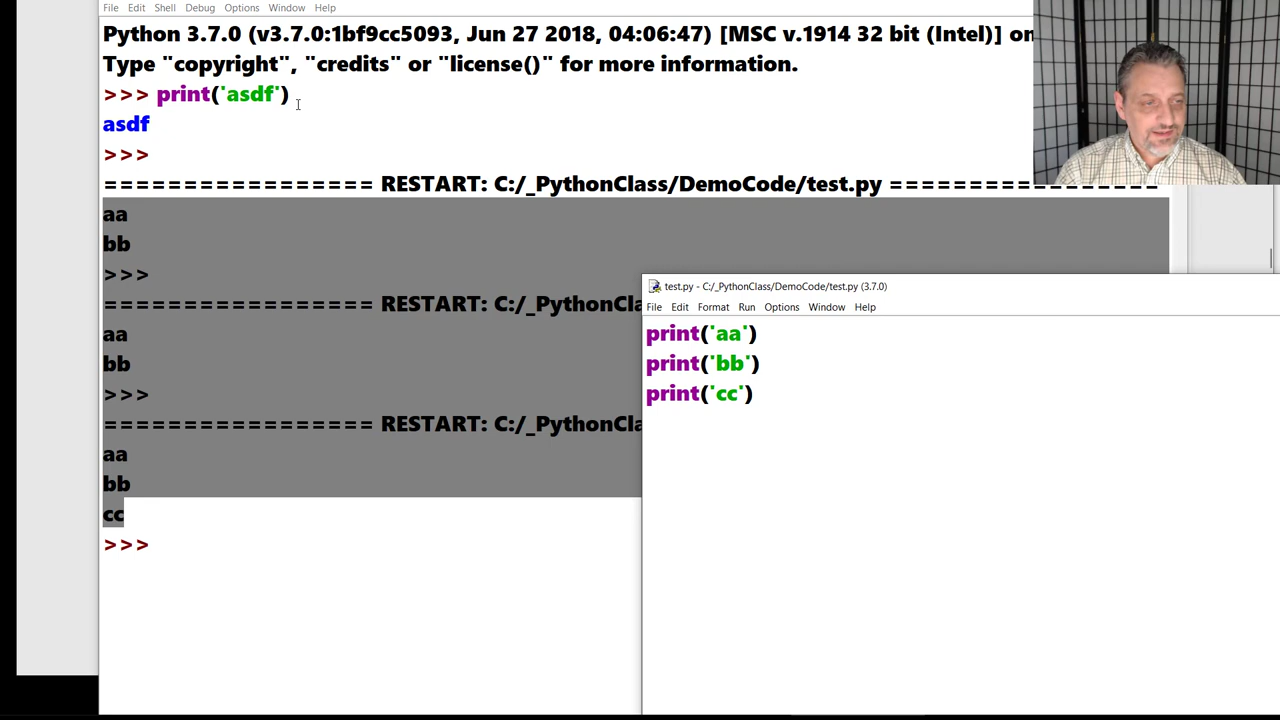 File Edit Shell Debug Options Window Help
Python 3.7.0 (v3.7.0:1bf9cc5093, Jun 27 2018, 04:06:47) [MSC v.1914 32 bit (Intel)] on
Type "copyright", "credits" or "license()" for more information.
>>> print('asdf')
asdf
>>>
================= RESTART: C:/_PythonClass/DemoCode/test.py =================
aa
bb
>>>
================= RESTART: C:/_PythonCla
aa
bb
>>>
================= RESTART: C:/_PythonCla
aa
bb
cc
>>>
test.py - C:/_PythonClass/DemoCode/test.py (3.7.0)
File Edit Format Run Options Window Help
print('aa')
print('bb')
print('cc')